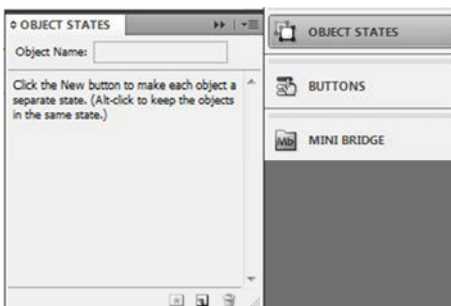 OBJECT STATES
Object Name:
Click the New button to make each object a
separate state. (Alt-click to keep the objects
in the same state.)
OBJECT STATES
BUTTONS
Mb MINI BRIDGE